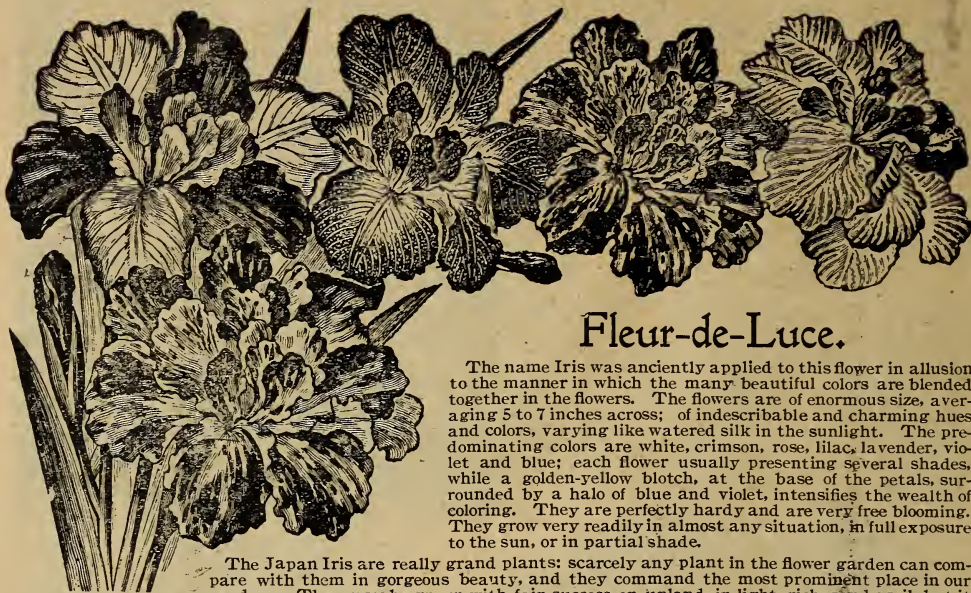 Fleur-de-Luce.
The name Iris was anciently applied to this flower in allusion
to the manner in which the many beautiful colors are blended
together in the flowers. The flowers are of enormous size, aver-
aging 5 to 7 inches across; of indescribable and charming hues
and colors, varying like watered silk in the sunlight. The pre-
dominating colors are white, crimson, rose, lilac, lavender, vio-
let and blue; each flower usually presenting several shades,
while a golden-yellow blotch, at the base of the petals, sur-
rounded by a halo of blue and violet, intensifies the wealth of
coloring. They are perfectly hardy and are very free blooming.
They grow very readily in almost any situation, in full exposure
to the sun, or in partial shade.
The Japan Iris are really grand plants: scarcely any plant in the flower garden can com-
pare with them in gorgeous beauty, and they command the most prominent place in our